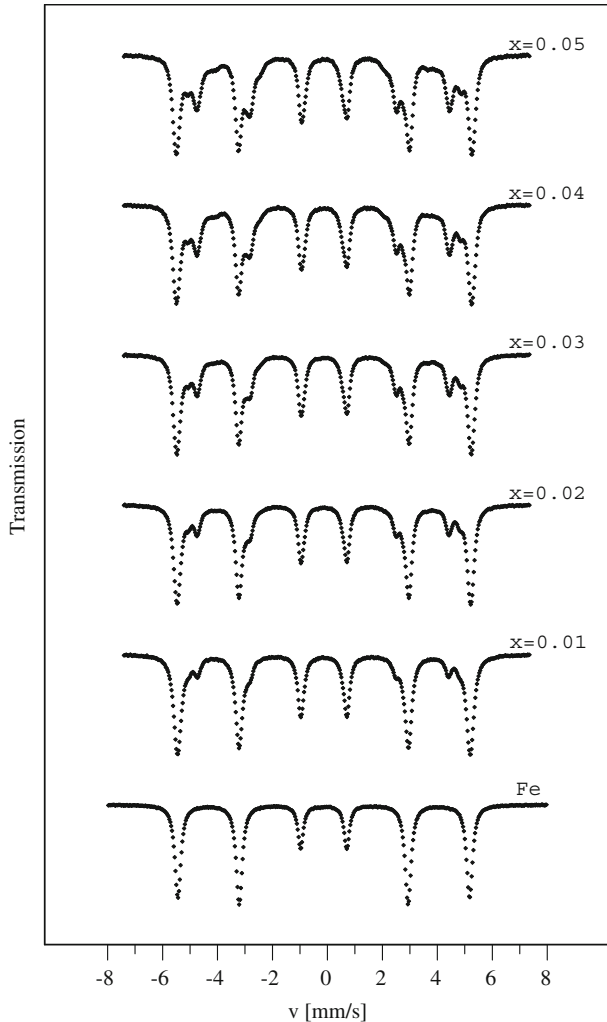 x=0.05
x=0.04
x=0.03
x=0.02
x=0.01
Fe
Transmission
-8 -6 -4 -2 0 2 4 6 8
v [mm/s]